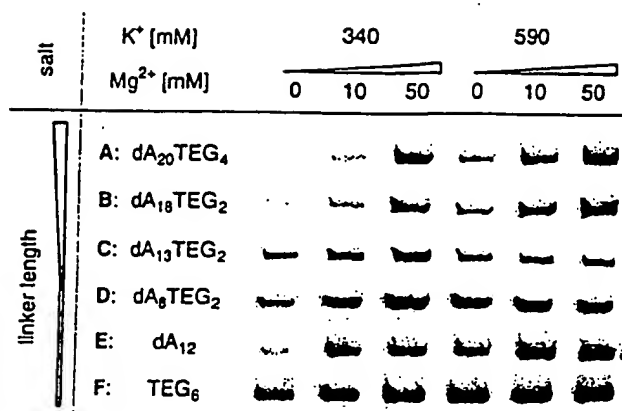 salt
K⁺ [mM] 340 590
Mg²⁺ [mM] 0 10 50 0 10 50
linker length
A: dA₂₀TEG₄
B: dA₁₈TEG₂
C: dA₁₃TEG₂
D: dA₈TEG₂
E: dA₁₂
F: TEG₆